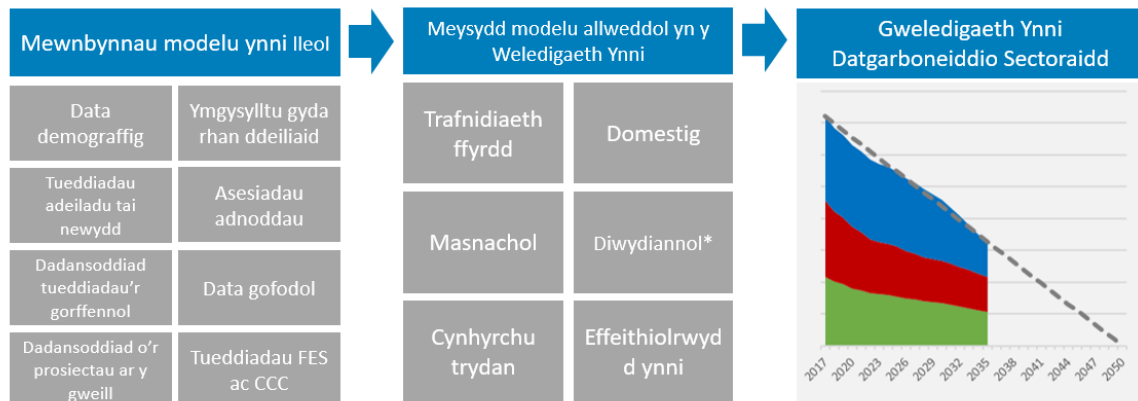 Mewnbynnau modelu ynni lleol
Data
demograffig
Ymgysylltu gyda
rhan ddeiliaid
Tueddiadau
adeiladu tai
newydd
Asesiadau
adnoddau
Dadansoddiad
tueddiadau’r
gorffennol
Data gofodol
Dadansoddiad o’r
prosiectau ar y
gweill
Tueddiadau FES
ac CCC
Meysydd modelu allweddol yn y
Weledigaeth Ynni
Trafnidiaeth
ffyrdd
Domestig
Masnachol
Diwydiannol*
Cynhyrchu
trydan
Effeithiolrwyd
d ynni
Gweledigaeth Ynni
Datgarboneiddio Sectoraidd
2017 2020 2023 2026 2029 2032 2035 2038 2041 2044 2047 2050